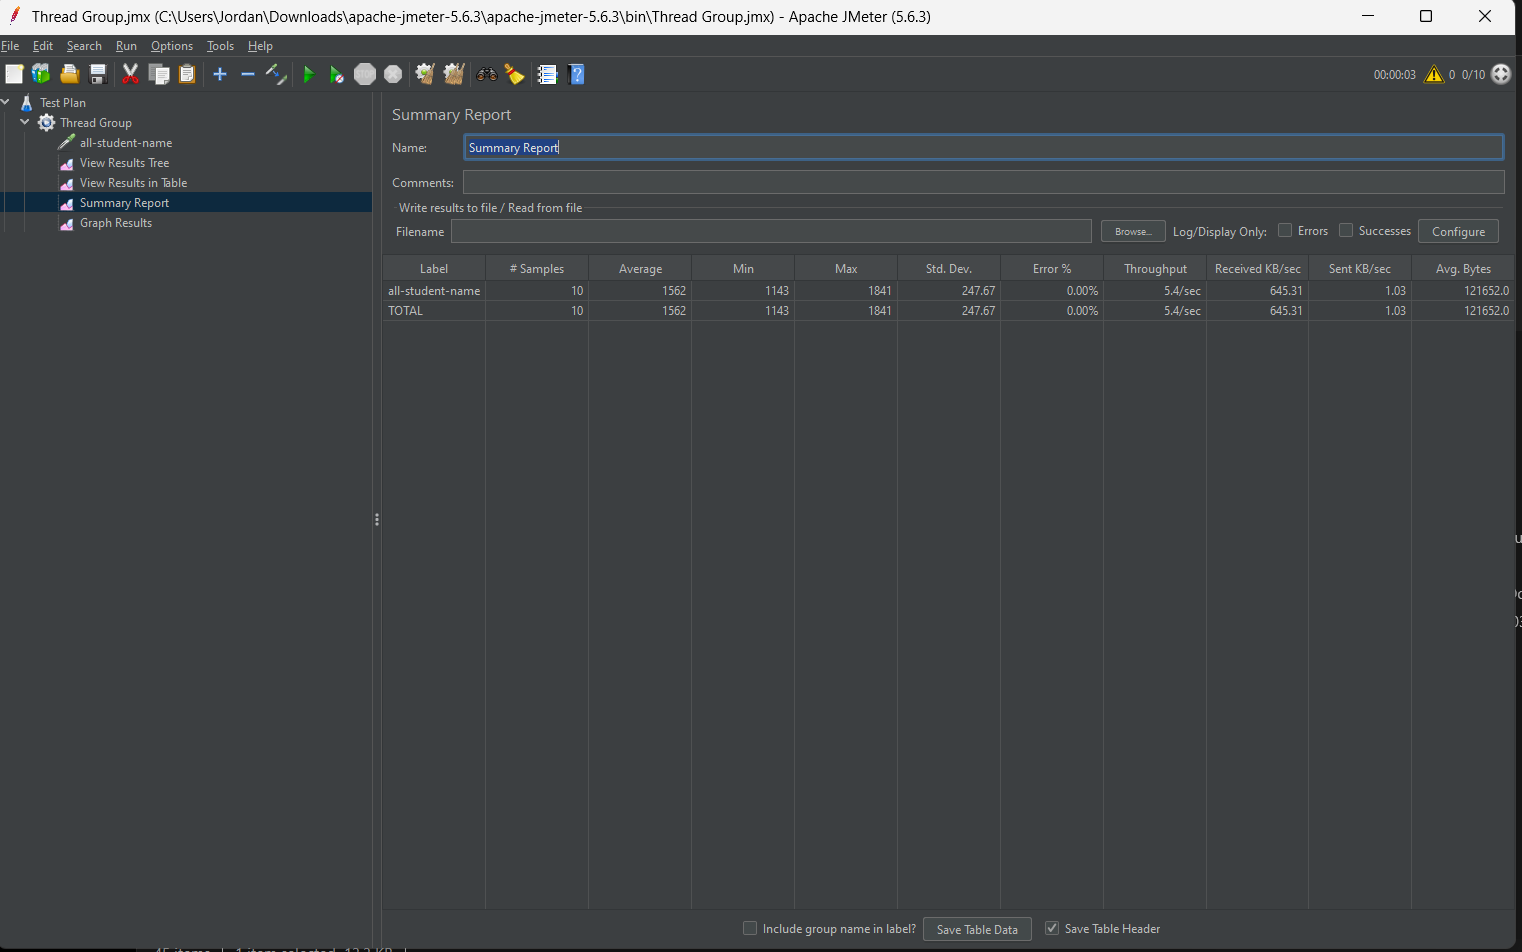 Thread Group.jmx (C:\Users\Jordan\Downloads\apache-jmeter-5.6.3\apache-jmeter-5.6.3\bin\Thread Group.jmx) - Apache JMeter (5.6.3)
File Edit Search Run Options Tools Help
00:00:03 0 0/10
Test Plan
Thread Group
all-student-name
View Results Tree
View Results in Table
Summary Report
Graph Results
Summary Report
Name: Summary Report
Comments:
Write results to file / Read from file
Filename Browse... Log/Display Only: Errors Successes Configure
Label # Samples Average Min Max Std. Dev. Error % Throughput Received KB/sec Sent KB/sec Avg. Bytes
all-student-name 10 1562 1143 1841 247.67 0.00% 5.4/sec 645.31 1.03 121652.0
TOTAL 10 1562 1143 1841 247.67 0.00% 5.4/sec 645.31 1.03 121652.0
Include group name in label? Save Table Data Save Table Header